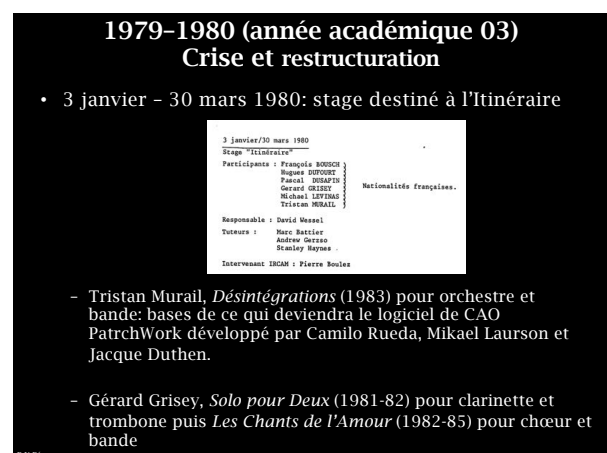 1979–1980 (année académique 03)
Crise et restructuration
• 3 janvier – 30 mars 1980: stage destiné à l'Itinéraire
3 janvier/30 mars 1980
Stage "Itinéraire"
Participants : François BOUSCH
Hugues DUFOURT
Pascal DUSAPIN
Gerard GRISEY
Michael LEVINAS
Tristan MURAIL
Nationalités françaises.
Responsable : David Wessel
Tuteurs : Marc Battier
Andrew Gerzso
Stanley Haynes .
Intervenant IRCAM : Pierre Boulez
– Tristan Murail, Désintégrations (1983) pour orchestre et
bande: bases de ce qui deviendra le logiciel de CAO
PatrchWork développé par Camilo Rueda, Mikael Laurson et
Jacque Duthen.
– Gérard Grisey, Solo pour Deux (1981-82) pour clarinette et
trombone puis Les Chants de l'Amour (1982-85) pour chœur et
bande